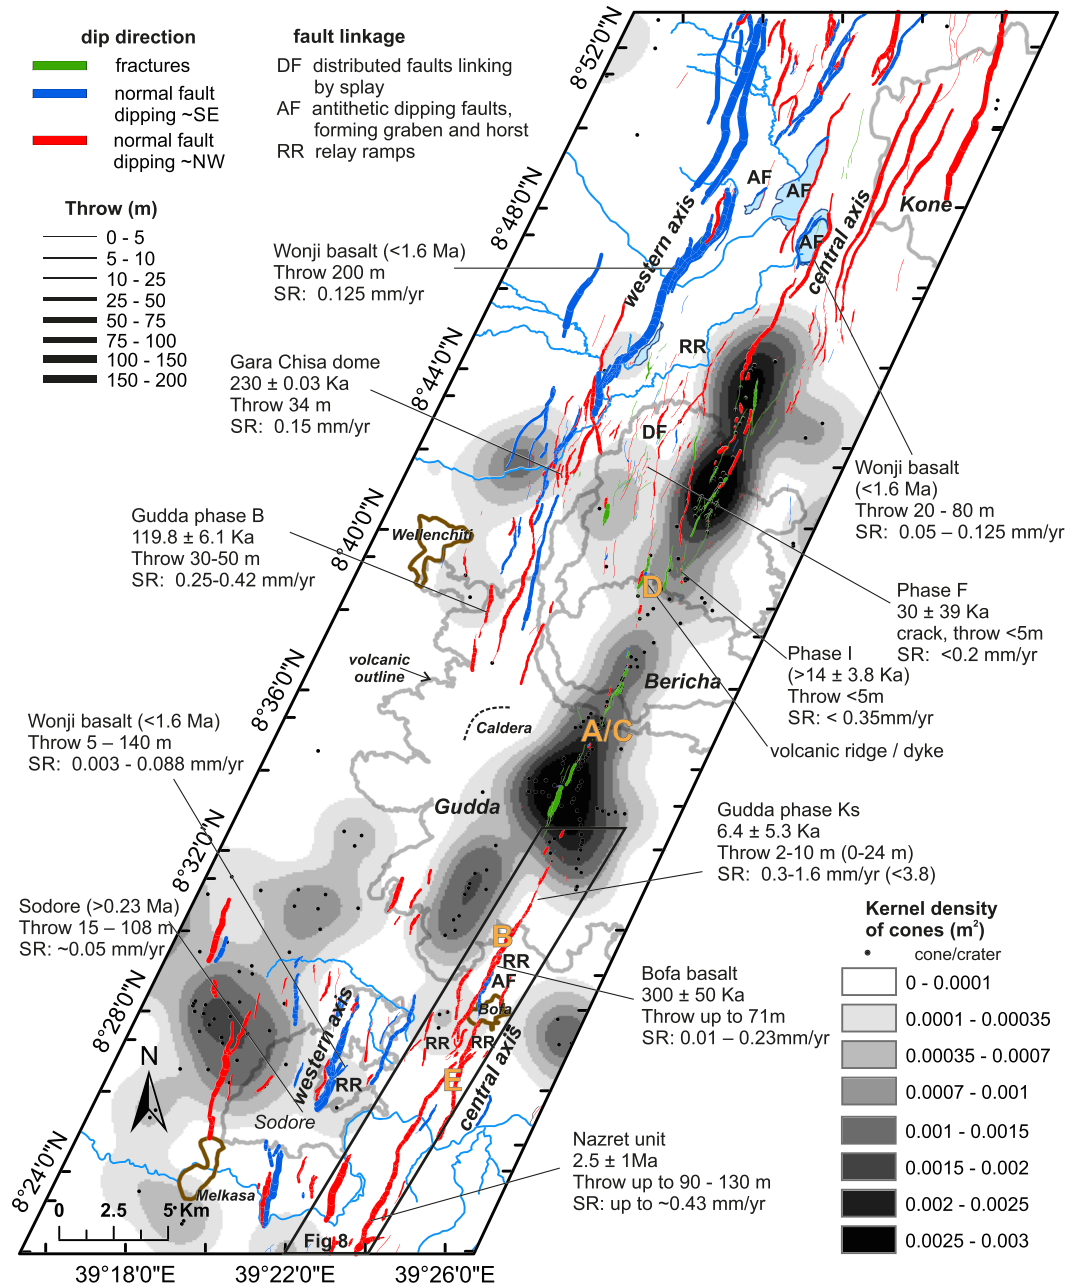 dip direction
fractures
normal fault
dipping ~SE
normal fault
dipping ~NW
fault linkage
DF distributed faults linking
by splay
AF antithetic dipping faults,
forming graben and horst
RR relay ramps
Throw (m)
0 - 5
5 - 10
10 - 25
25 - 50
50 - 75
75 - 100
100 - 150
150 - 200
8°52'0"N
8°48'0"N
8°44'0"N
8°40'0"N
8°36'0"N
8°32'0"N
8°28'0"N
8°24'0"N
Wonji basalt (<1.6 Ma)
Throw 200 m
SR: 0.125 mm/yr
Gara Chisa dome
230 ± 0.03 Ka
Throw 34 m
SR: 0.15 mm/yr
Gudda phase B
119.8 ± 6.1 Ka
Throw 30-50 m
SR: 0.25-0.42 mm/yr
Wonji basalt (<1.6 Ma)
Throw 5 – 140 m
SR: 0.003 - 0.088 mm/yr
Sodore (>0.23 Ma)
Throw 15 – 108 m
SR: ~0.05 mm/yr
AF
AF
AF
western axis
central axis
Kone
RR
DF
Wellenchiti
D
volcanic
outline
Caldera
Bericha
A/C
Gudda
B
RR
AF
Bofa
RR
RR
E
central axis
western axis
RR
Sodore
Melkasa
N
0 2.5 5 Km
Fig 8
39°18'0"E
39°22'0"E
39°26'0"E
Wonji basalt
(<1.6 Ma)
Throw 20 - 80 m
SR: 0.05 – 0.125 mm/yr
Phase F
30 ± 39 Ka
crack, throw <5m
SR: <0.2 mm/yr
Phase I
(>14 ± 3.8 Ka)
Throw <5m
SR: < 0.35mm/yr
volcanic ridge / dyke
Gudda phase Ks
6.4 ± 5.3 Ka
Throw 2-10 m (0-24 m)
SR: 0.3-1.6 mm/yr (<3.8)
Bofa basalt
300 ± 50 Ka
Throw up to 71m
SR: 0.01 – 0.23mm/yr
Nazret unit
2.5 ± 1Ma
Throw up to 90 - 130 m
SR: up to ~0.43 mm/yr
Kernel density
of cones (m²)
cone/crater
0 - 0.0001
0.0001 - 0.00035
0.00035 - 0.0007
0.0007 - 0.001
0.001 - 0.0015
0.0015 - 0.002
0.002 - 0.0025
0.0025 - 0.003